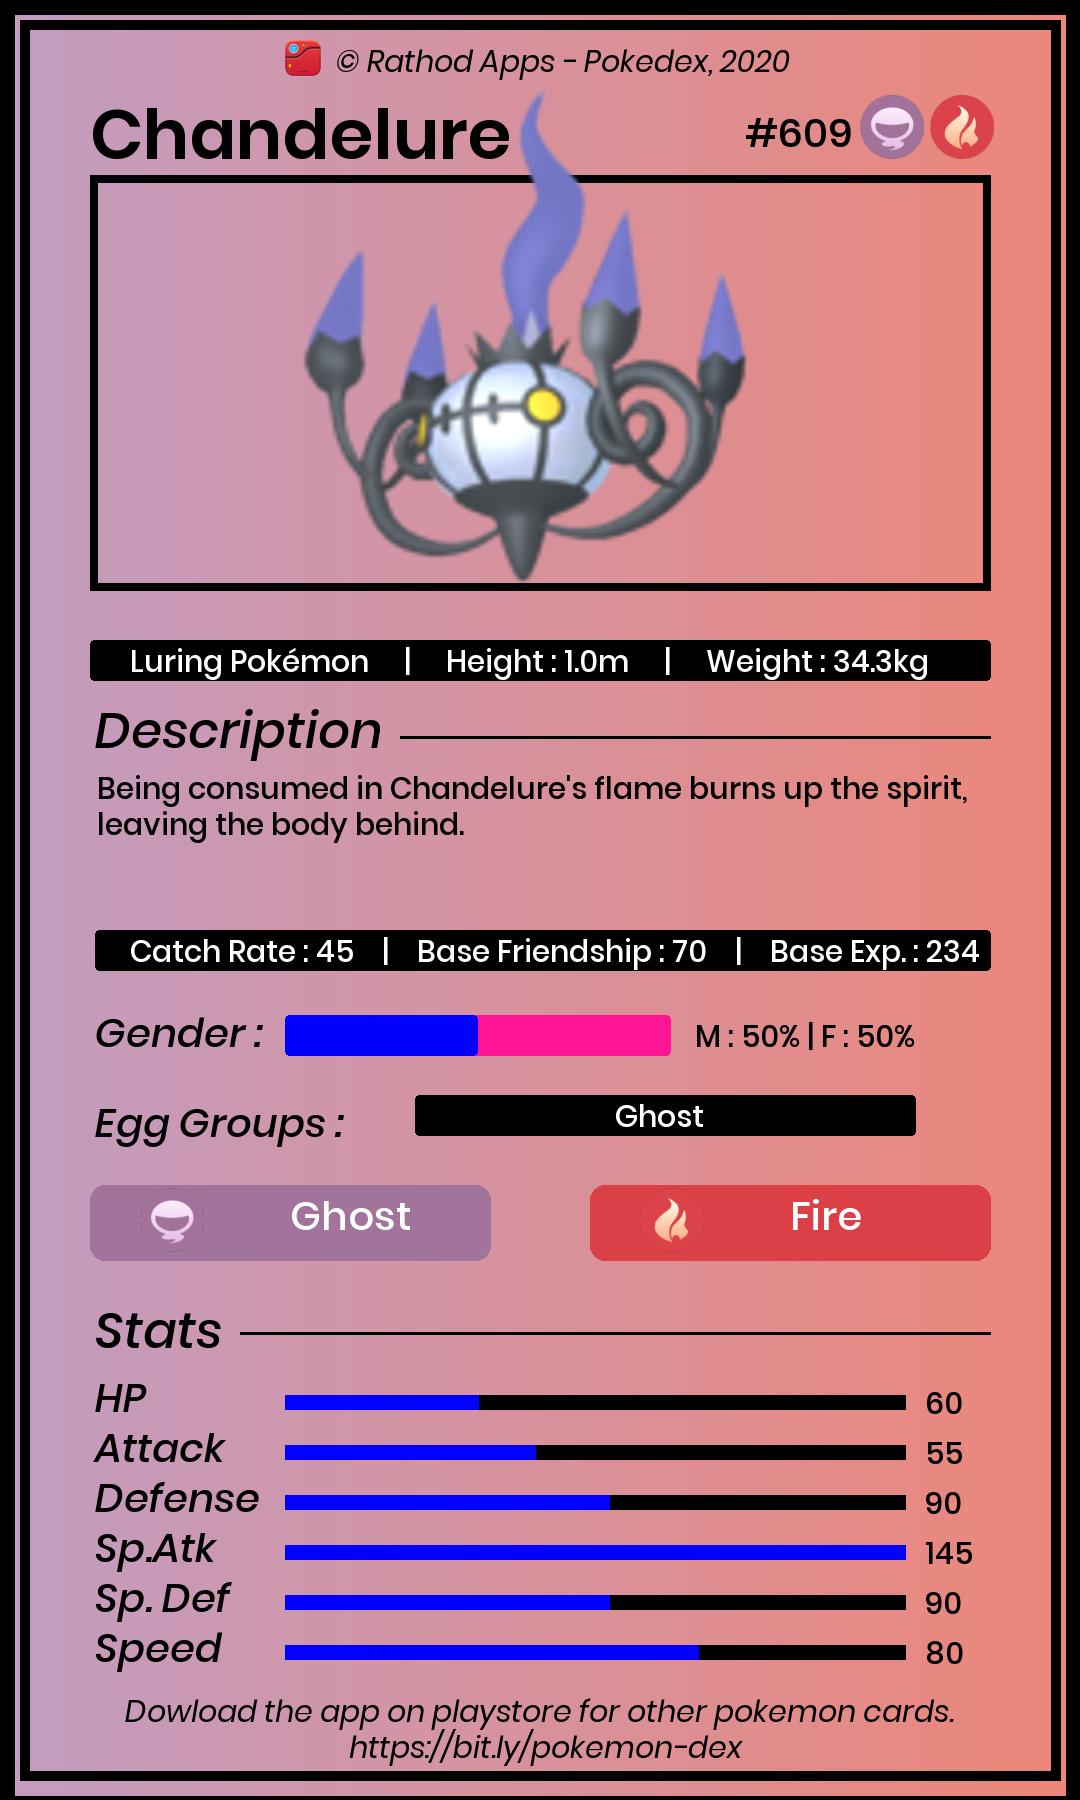 © Rathod Apps - Pokedex, 2020
Chandelure #609
Luring Pokémon | Height : 1.0m | Weight : 34.3kg
Description
Being consumed in Chandelure's flame burns up the spirit,
leaving the body behind.
Catch Rate : 45 | Base Friendship : 70 | Base Exp. : 234
Gender : M : 50% | F : 50%
Egg Groups : Ghost
Ghost Fire
Stats
HP 60
Attack 55
Defense 90
Sp.Atk 145
Sp. Def 90
Speed 80
Dowload the app on playstore for other pokemon cards.
https://bit.ly/pokemon-dex